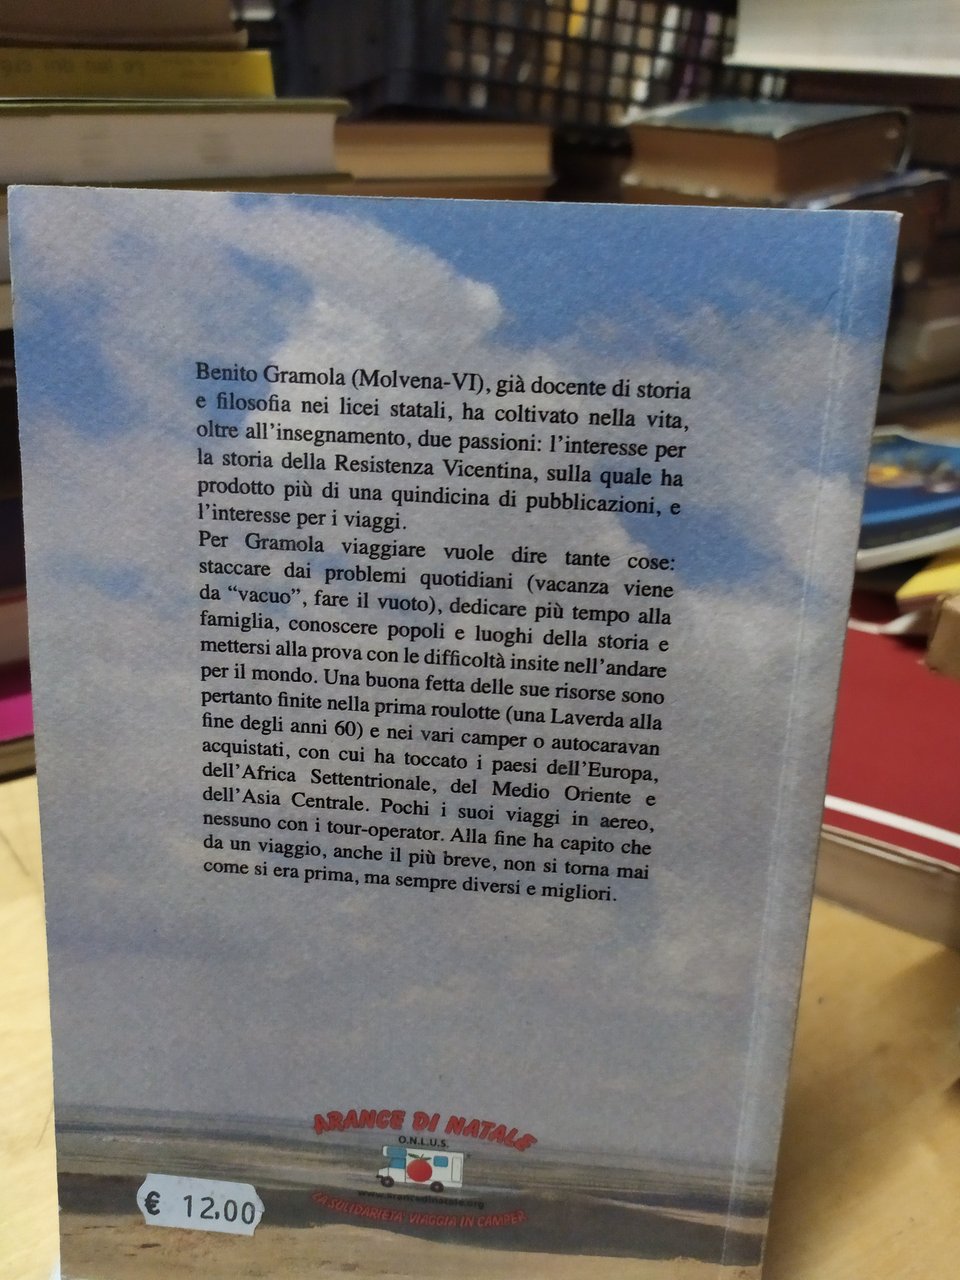 Benito Gramola (Molvena-VI), già docente di storia
e filosofia nei licei statali, ha coltivato nella vita,
oltre all'insegnamento, due passioni: l'interesse per
la storia della Resistenza Vicentina, sulla quale ha
prodotto più di una quindicina di pubblicazioni, e
l'interesse per i viaggi.
Per Gramola viaggiare vuole dire tante cose:
staccare dai problemi quotidiani (vacanza viene
da "vacuo", fare il vuoto), dedicare più tempo alla
famiglia, conoscere popoli e luoghi della storia e
mettersi alla prova con le difficoltà insite nell'andare
per il mondo. Una buona fetta delle sue risorse sono
pertanto finite nella prima roulotte (una Laverda alla
fine degli anni 60) e nei vari camper o autocaravan
acquistati, con cui ha toccato i paesi dell'Europa,
dell'Africa Settentrionale, del Medio Oriente e
dell'Asia Centrale. Pochi i suoi viaggi in aereo,
nessuno con i tour-operator. Alla fine ha capito che
da un viaggio, anche il più breve, non si torna mai
come si era prima, ma sempre diversi e migliori.
ARANCE DI NATALE
O.N.L.U.S.
www.arancedinatale.org
LA SOLIDARIETA' VIAGGIA IN CAMPER
€ 12,00